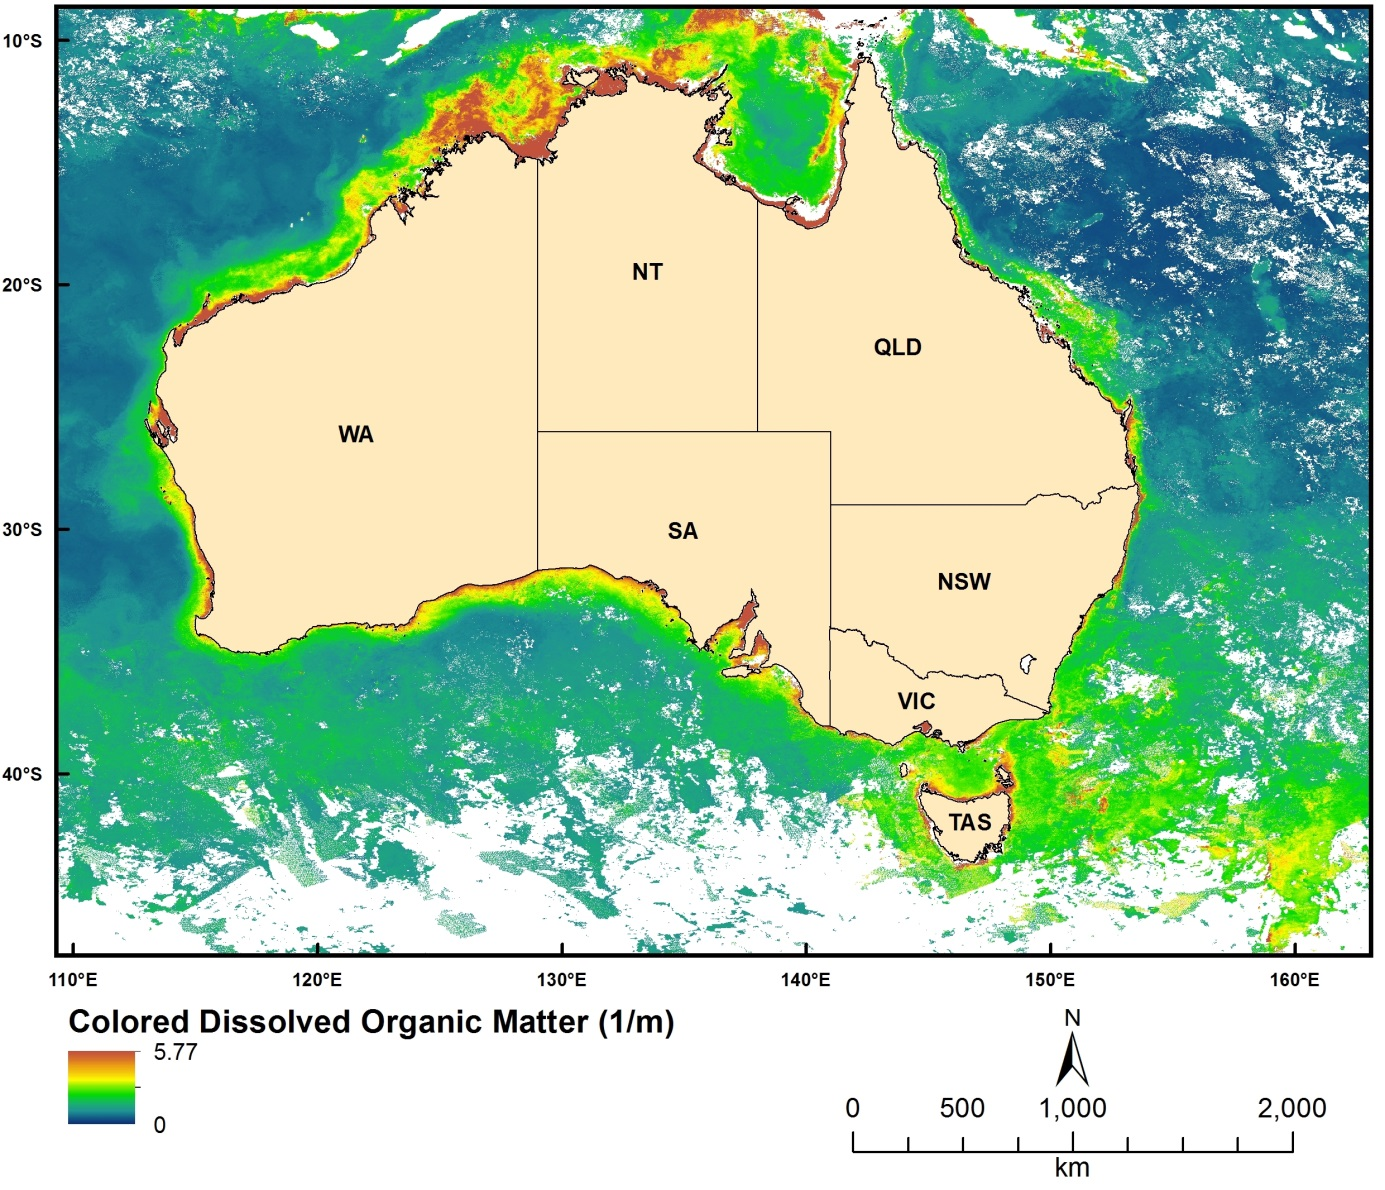 10°S
20°S
30°S
40°S
NT
QLD
WA
SA
NSW
VIC
TAS
110°E 120°E 130°E 140°E 150°E 160°E
Colored Dissolved Organic Matter (1/m)
5.77
0
N
0 500 1,000 2,000
km